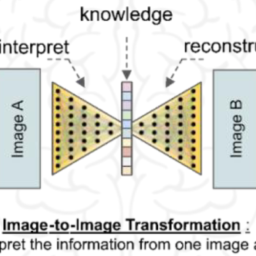 knowledge
interpret
reconstru
Image A
Image B
Image-to-Image Transformation :
pret the information from one image a